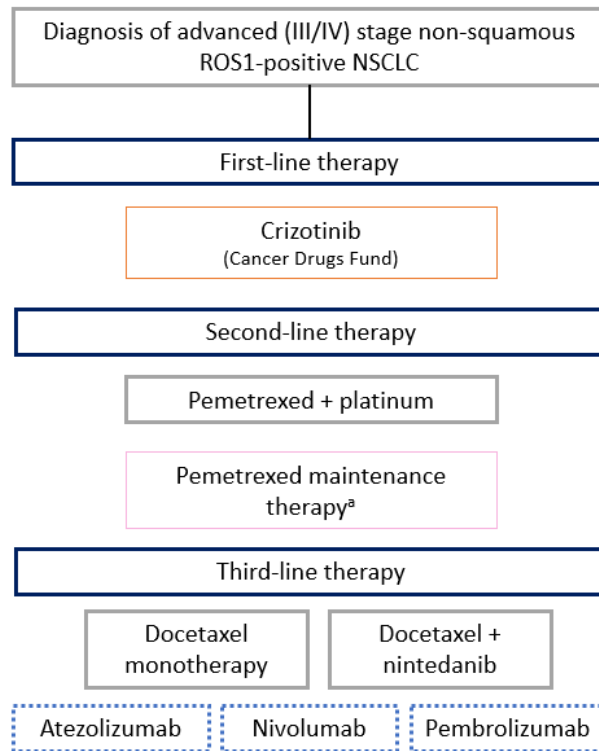 Diagnosis of advanced (III/IV) stage non-squamous
ROS1-positive NSCLC
First-line therapy
Crizotinib
(Cancer Drugs Fund)
Second-line therapy
Pemetrexed + platinum
Pemetrexed maintenance
therapyᵃ
Third-line therapy
Docetaxel
monotherapy
Docetaxel +
nintedanib
Atezolizumab
Nivolumab
Pembrolizumab